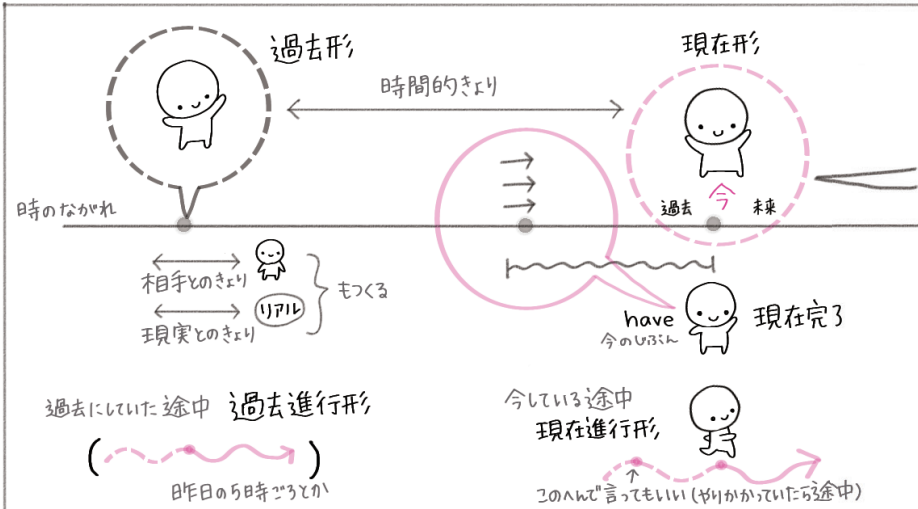 過去形
現在形
時間的きょり
時のながれ
過去 今 未来
相手とのきょり
リアル
現実とのきょり
もつくる
have
今のじぶん
現在完了
過去にしていた途中 過去進行形
( )
昨日の5時ごろとか
今している途中
現在進行形
このへんで言ってもいい(やりかかっていたら途中)